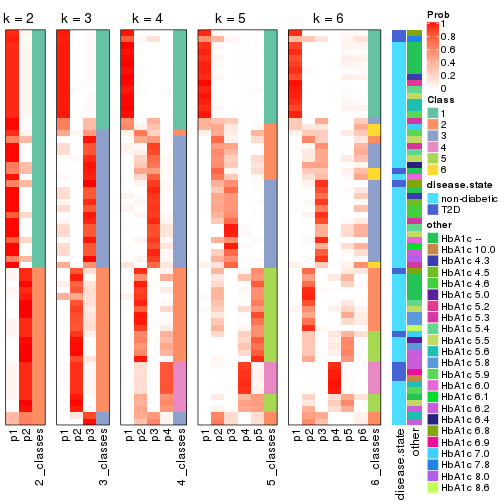 k = 2
k = 3
k = 4
k = 5
k = 6
p1
p2
2_classes
p1
p2
p3
3_classes
p1
p2
p3
p4
4_classes
p1
p2
p3
p4
p5
5_classes
p1
p2
p3
p4
p5
p6
6_classes
disease.state
other
Prob
1
0.8
0.6
0.4
0.2
0
Class
1
2
3
4
5
6
disease.state
non-diabetic
T2D
other
HbA1c --
HbA1c 10.0
HbA1c 4.3
HbA1c 4.5
HbA1c 4.6
HbA1c 5.0
HbA1c 5.2
HbA1c 5.3
HbA1c 5.4
HbA1c 5.5
HbA1c 5.6
HbA1c 5.8
HbA1c 5.9
HbA1c 6.0
HbA1c 6.1
HbA1c 6.2
HbA1c 6.4
HbA1c 6.8
HbA1c 6.9
HbA1c 7.0
HbA1c 7.8
HbA1c 8.0
HbA1c 8.6